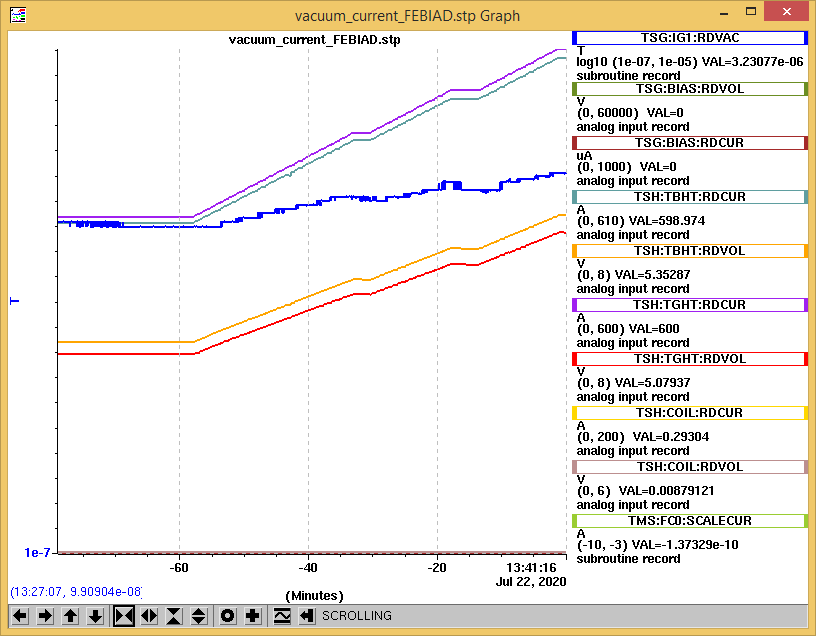 vacuum_current_FEBIAD.stp Graph
vacuum_current_FEBIAD.stp
T
1e-7
-60
-40
-20
13:41:16
Jul 22, 2020
(Minutes)
(13:27:07, 9.90904e-08)
TSG:IG1:RDVAC
T
log10 (1e-07, 1e-05) VAL=3.23077e-06
subroutine record
TSG:BIAS:RDVOL
V
(0, 60000) VAL=0
analog input record
TSG:BIAS:RDCUR
uA
(0, 1000) VAL=0
analog input record
TSH:TBHT:RDCUR
A
(0, 610) VAL=598.974
analog input record
TSH:TBHT:RDVOL
V
(0, 8) VAL=5.35287
analog input record
TSH:TGHT:RDCUR
A
(0, 600) VAL=600
analog input record
TSH:TGHT:RDVOL
V
(0, 8) VAL=5.07937
analog input record
TSH:COIL:RDCUR
A
(0, 200) VAL=0.29304
analog input record
TSH:COIL:RDVOL
V
(0, 6) VAL=0.00879121
analog input record
TMS:FC0:SCALECUR
A
(-10, -3) VAL=-1.37329e-10
subroutine record
SCROLLING